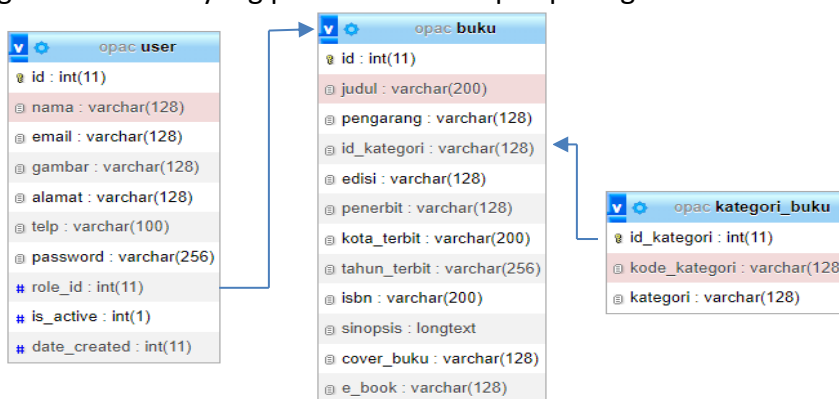 opac user
id : int(11)
nama : varchar(128)
email : varchar(128)
gambar : varchar(128)
alamat : varchar(128)
telp : varchar(100)
password : varchar(256)
role_id : int(11)
is_active : int(1)
date_created : int(11)
opac buku
id : int(11)
judul : varchar(200)
pengarang : varchar(128)
id_kategori : varchar(128)
edisi : varchar(128)
penerbit : varchar(128)
kota_terbit : varchar(200)
tahun_terbit : varchar(256)
isbn : varchar(200)
sinopsis : longtext
cover_buku : varchar(128)
e_book : varchar(128)
opac kategori_buku
id_kategori : int(11)
kode_kategori : varchar(128
kategori : varchar(128)